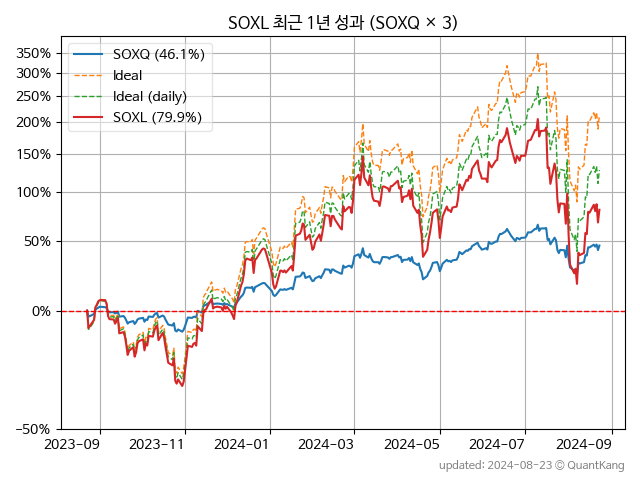 SOXL 최근 1년 성과 (SOXQ × 3)
SOXQ (46.1%)
Ideal
Ideal (daily)
SOXL (79.9%)
350%
300%
250%
200%
150%
100%
50%
0%
−50%
2023-09
2023-11
2024-01
2024-03
2024-05
2024-07
2024-09
updated: 2024-08-23 ⓒ QuantKang